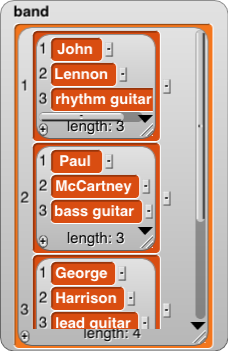 band
1
1 John
2 Lennon
3 rhythm guitar
length: 3
2
1 Paul
2 McCartney
3 bass guitar
length: 3
3
1 George
2 Harrison
3 lead guitar
length: 4